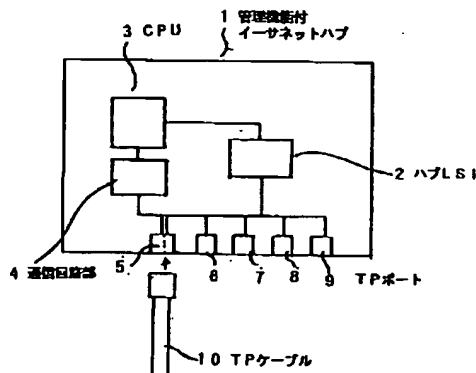 1 管理機能付
イーサネットハブ
3 CPU
2 ハブLSI
4 通信回路部
5
6
7
8
9 TPポート
10 TPケーブル